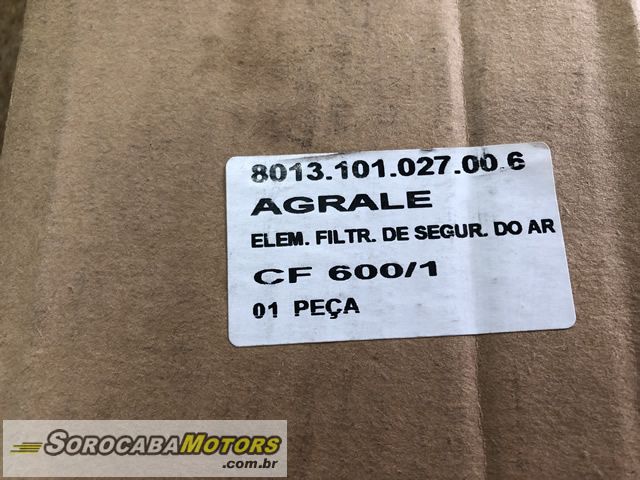 8013.101.027.00.6
AGRALE
ELEM. FILTR. DE SEGUR. DO AR
CF 600/1
01 PEÇA
SOROCABAMOTORS
.com.br